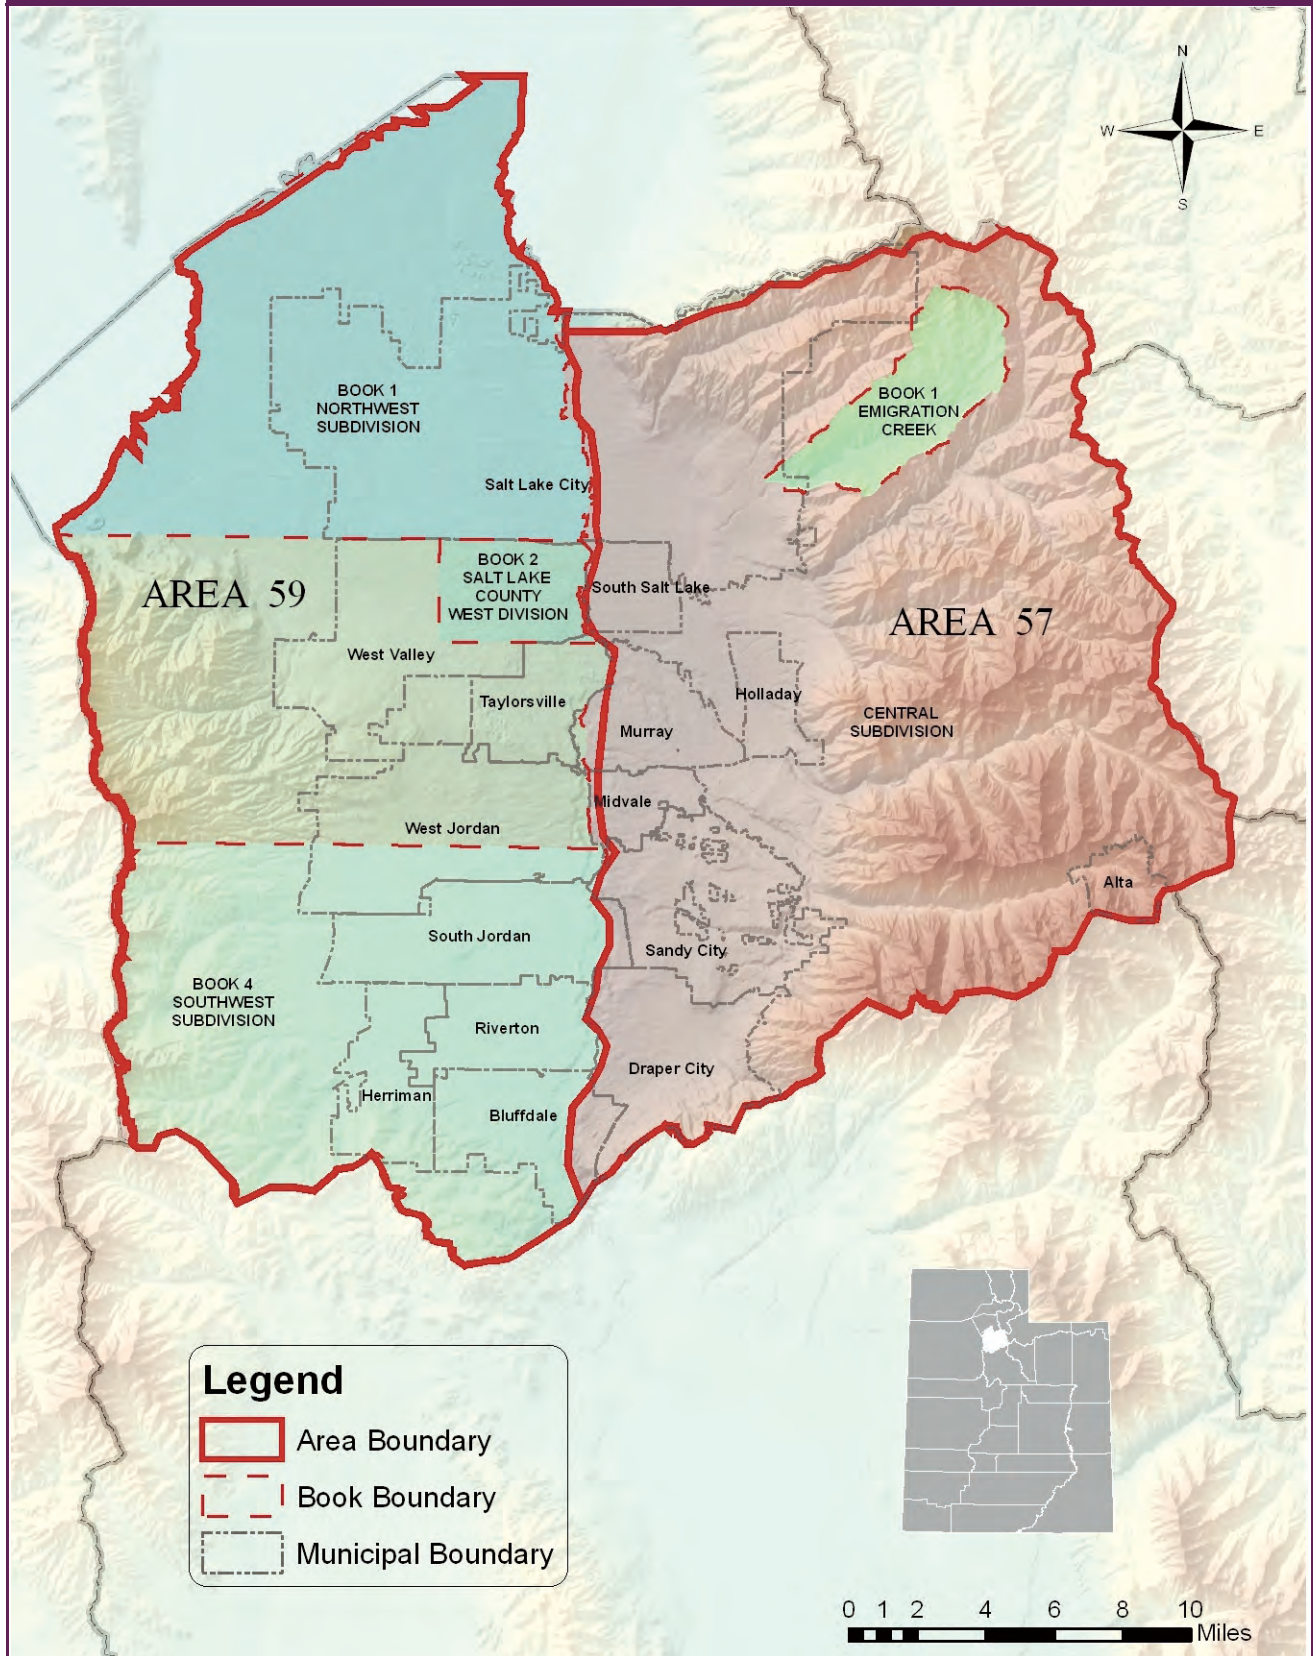 N
W E
S
BOOK 1
NORTHWEST
SUBDIVISION
BOOK 1
EMIGRATION
CREEK
Salt Lake City
BOOK 2
SALT LAKE
COUNTY
WEST DIVISION
AREA 59
South Salt Lake
AREA 57
West Valley
Taylorsville
Holladay
Murray
CENTRAL
SUBDIVISION
Midvale
West Jordan
Alta
South Jordan
Sandy City
BOOK 4
SOUTHWEST
SUBDIVISION
Riverton
Draper City
Herriman
Bluffdale
Legend
Area Boundary
Book Boundary
Municipal Boundary
0 1 2 4 6 8 10
Miles